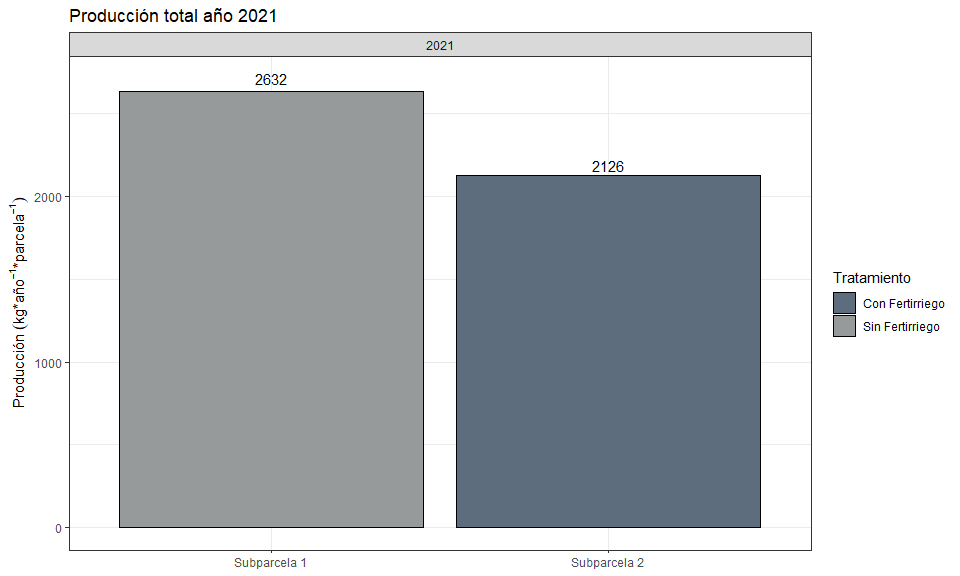 Producción total año 2021
2021
2632
2126
Producción (kg*año⁻¹*parcela⁻¹)
2000
1000
0
Subparcela 1
Subparcela 2
Tratamiento
Con Fertirriego
Sin Fertirriego